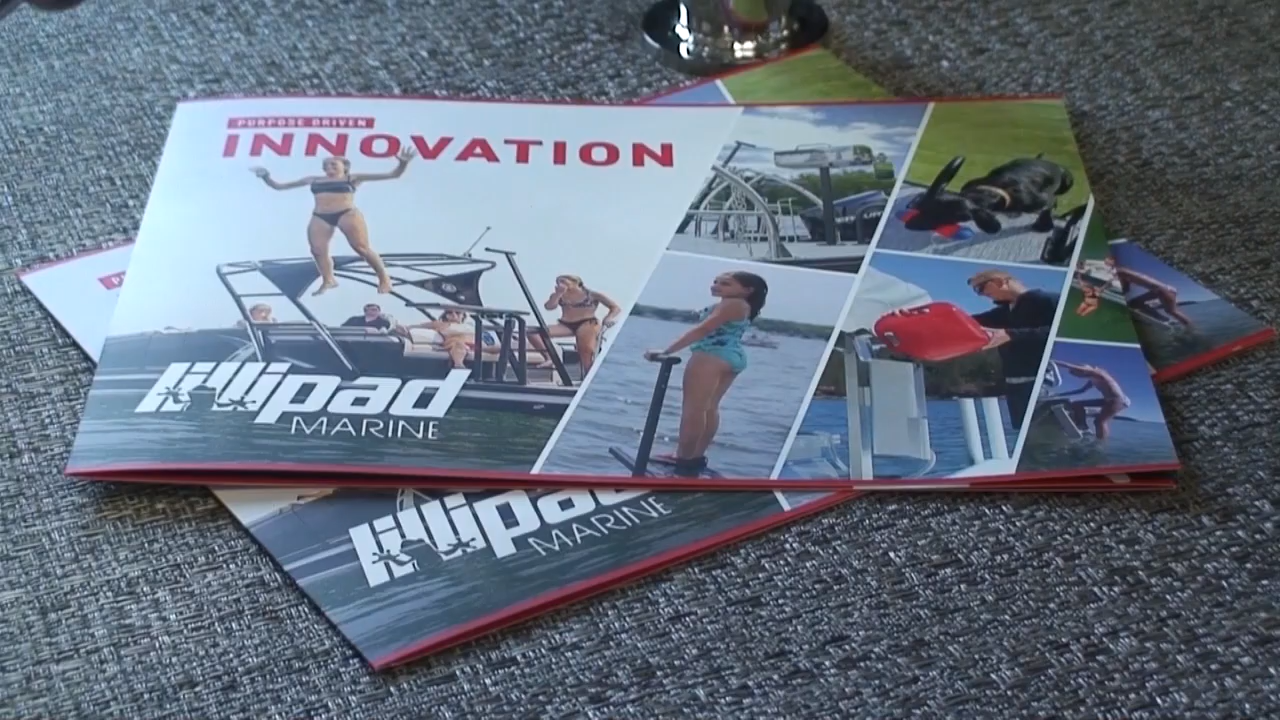 PURPOSE DRIVEN
INNOVATION
lillipad
MARINE
lillipad
MARINE